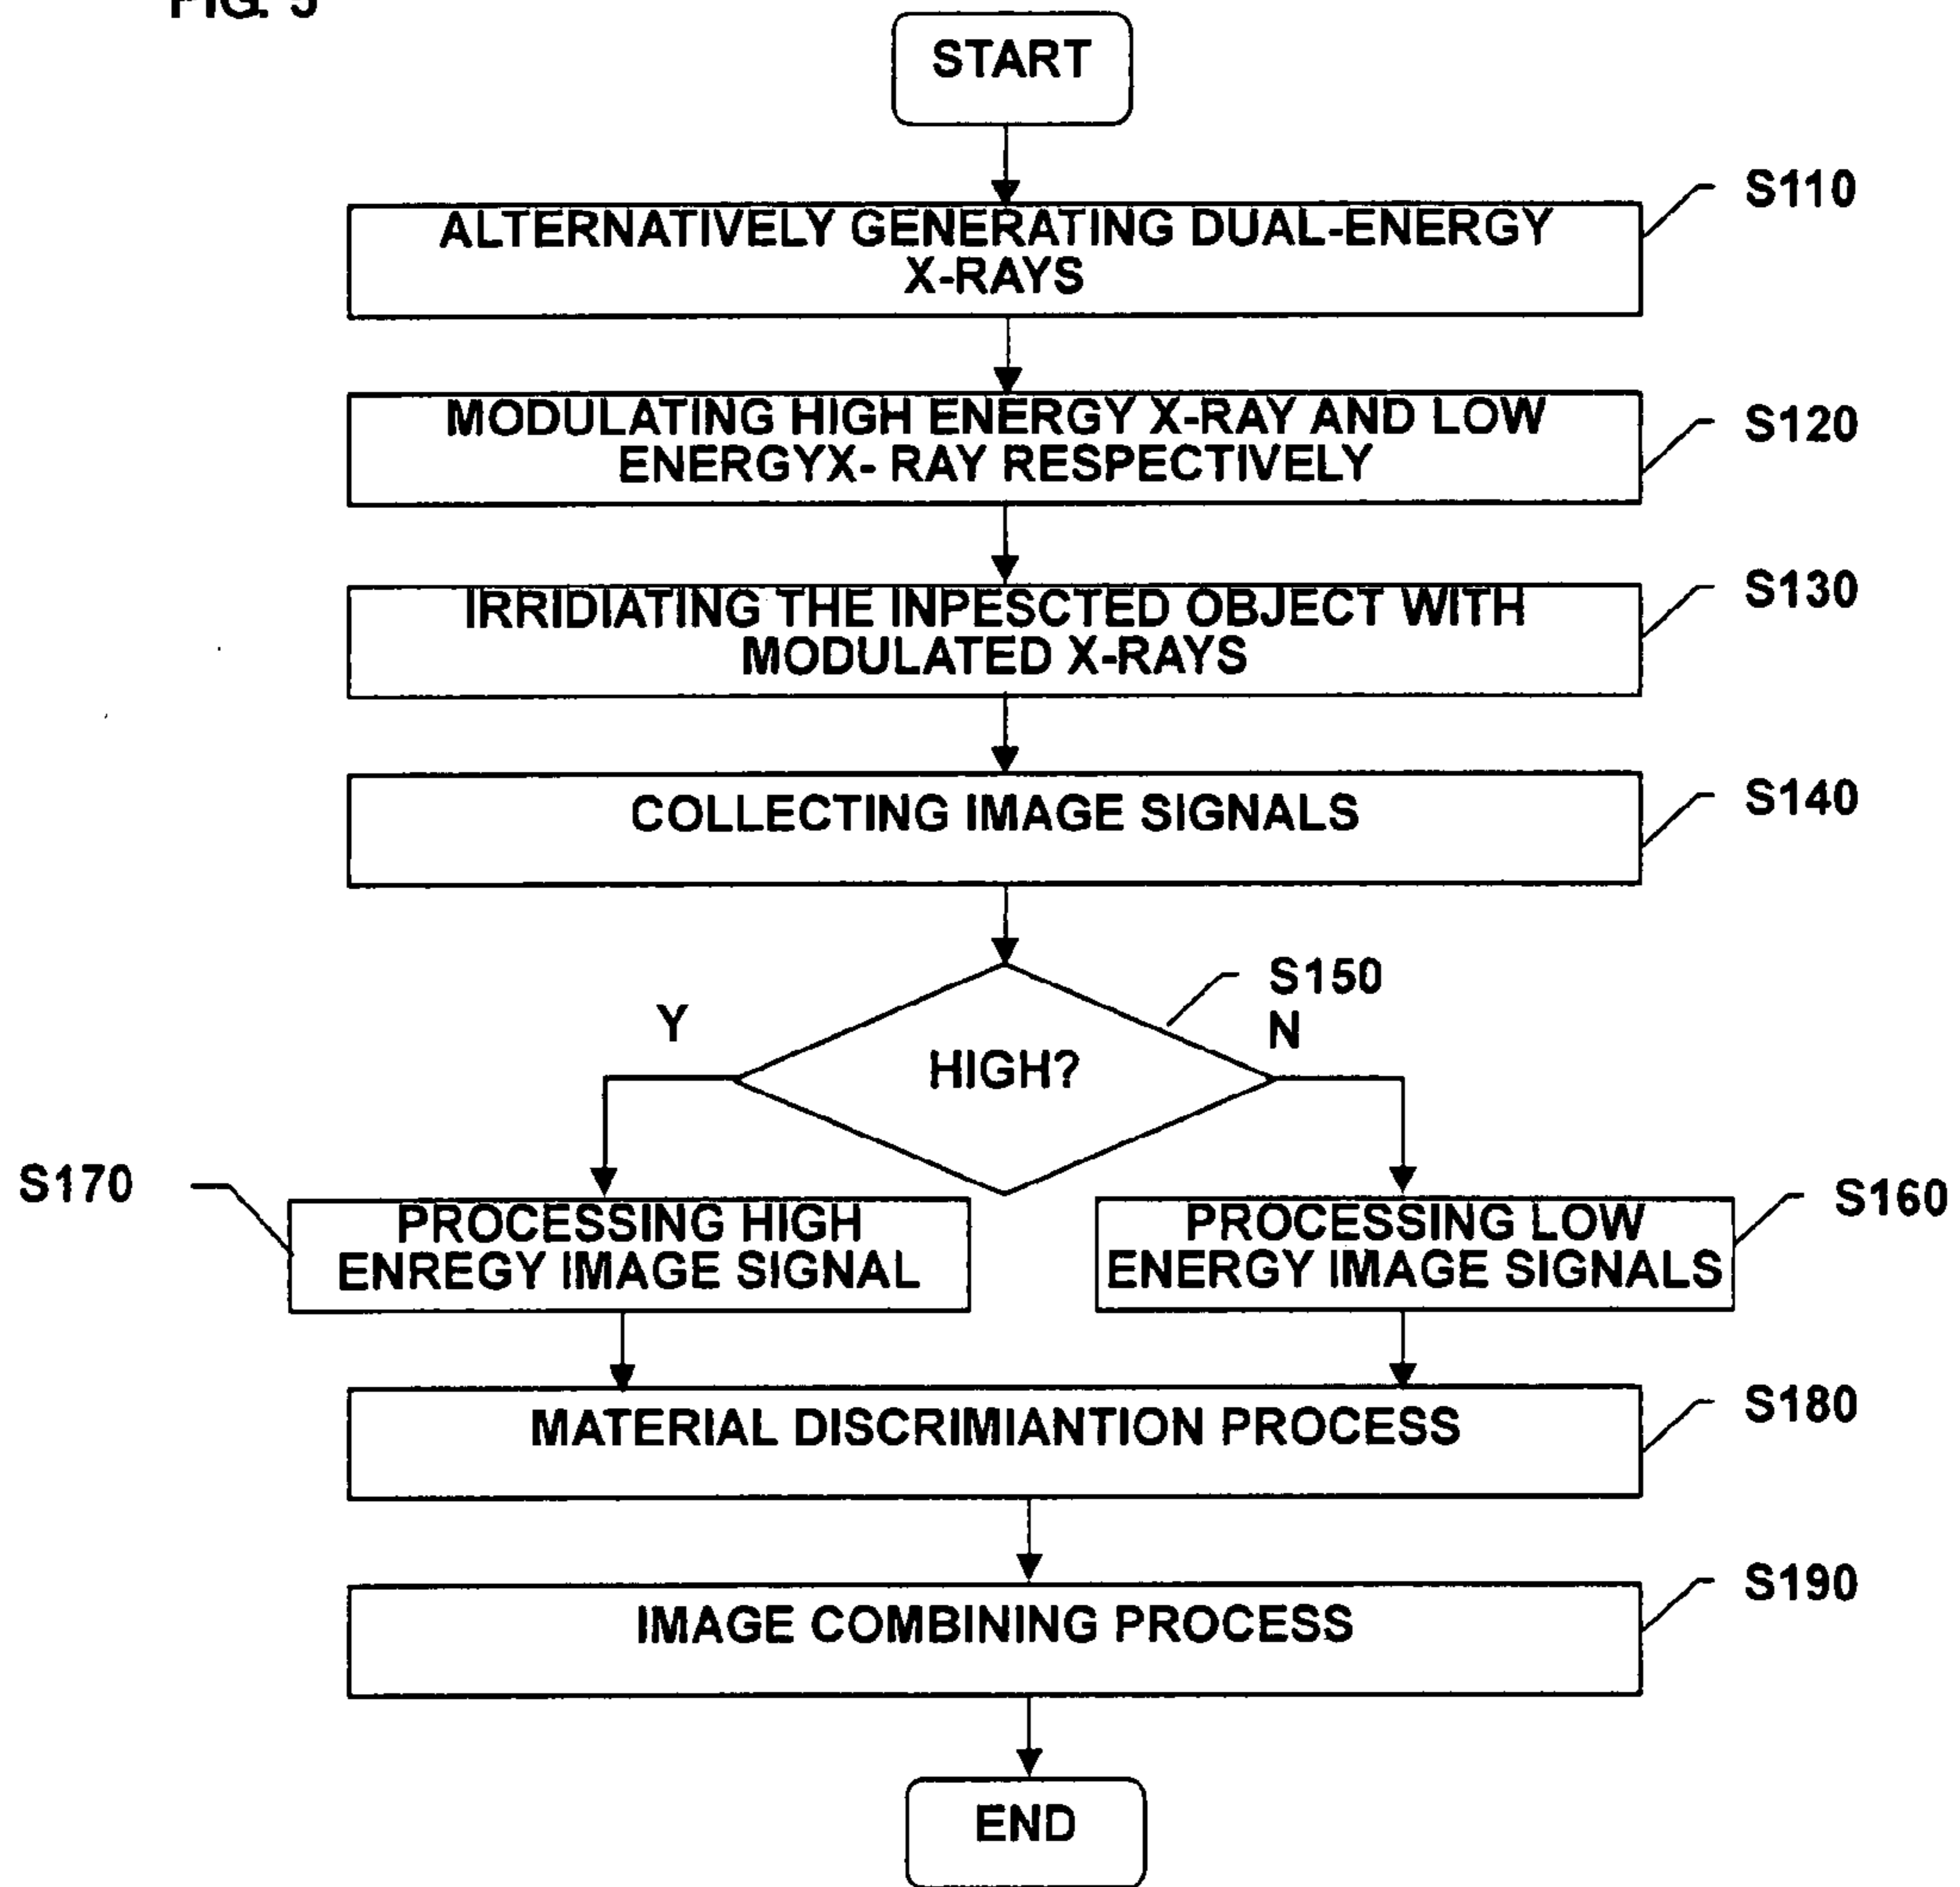 START
S110
ALTERNATIVELY GENERATING DUAL-ENERGY
X-RAYS
MODULATING HIGH ENERGY X-RAY AND LOW
ENERGYX- RAY RESPECTIVELY
S120
IRRIDIATING THE INPESCTED OBJECT WITH
MODULATED X-RAYS
S130
COLLECTING IMAGE SIGNALS
S140
S150
Y
N
HIGH?
S170
S160
PROCESSING HIGH
ENREGY IMAGE SIGNAL
PROCESSING LOW
ENERGY IMAGE SIGNALS
MATERIAL DISCRIMIANTION PROCESS
S180
IMAGE COMBINING PROCESS
S190
END